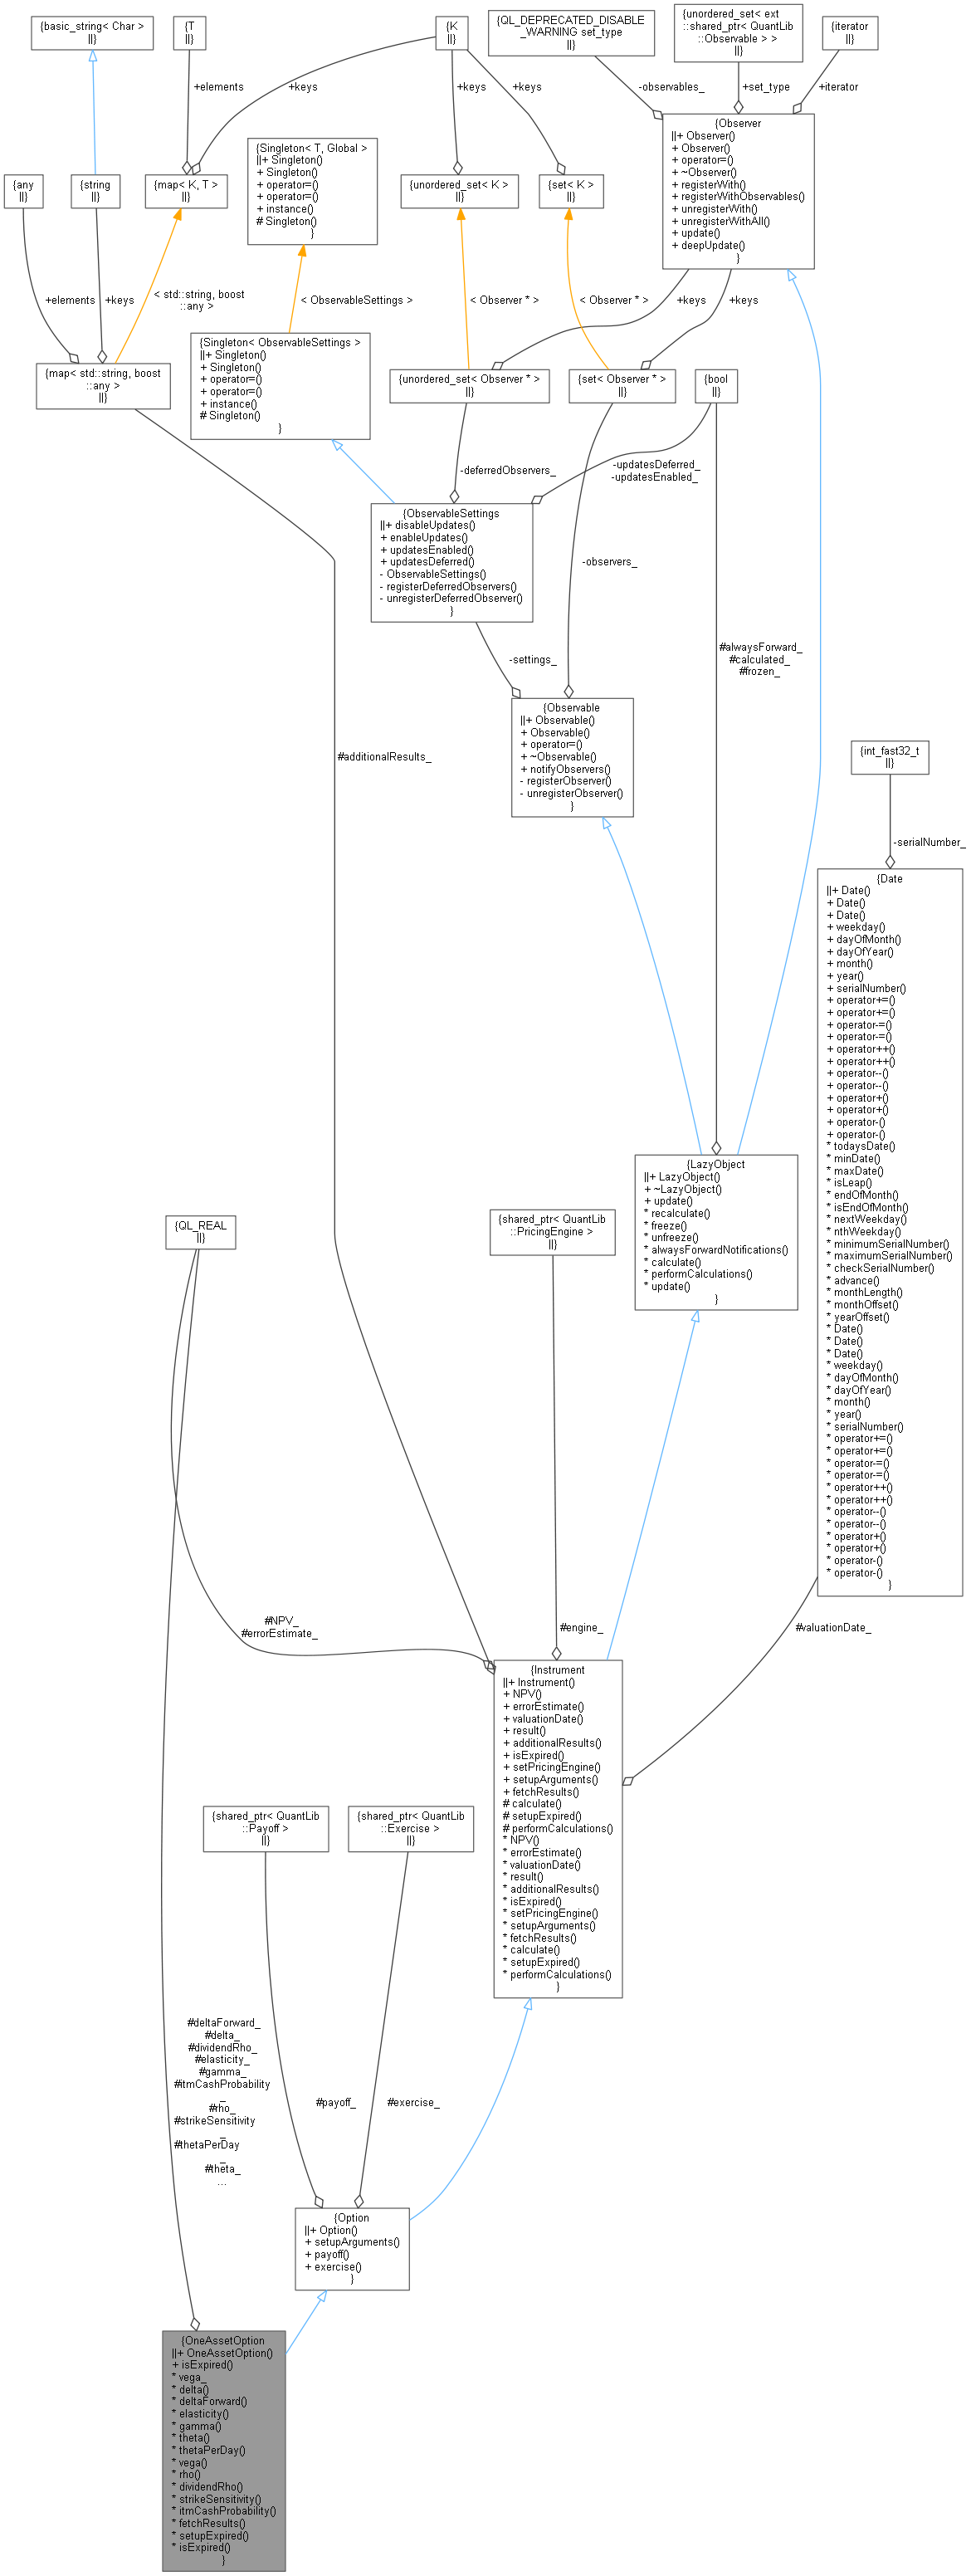 {basic_string< Char >
||}
{T
||}
{K
||}
{QL_DEPRECATED_DISABLE
_WARNING set_type
||}
{unordered_set< ext
::shared_ptr< QuantLib
::Observable > >
||}
{iterator
||}
+elements
+keys
+keys
+keys
-observables_
+set_type
+iterator
{any
||}
{string
||}
{map< K, T >
||}
{Singleton< T, Global >
||+ Singleton()
+ Singleton()
+ operator=()
+ operator=()
+ instance()
# Singleton()
}
{unordered_set< K >
||}
{set< K >
||}
{Observer
||+ Observer()
+ Observer()
+ operator=()
+ ~Observer()
+ registerWith()
+ registerWithObservables()
+ unregisterWith()
+ unregisterWithAll()
+ update()
+ deepUpdate()
}
+elements
+keys
< std::string, boost
::any >
< ObservableSettings >
< Observer * >
< Observer * >
+keys
+keys
{map< std::string, boost
::any >
||}
{Singleton< ObservableSettings >
||+ Singleton()
+ Singleton()
+ operator=()
+ operator=()
+ instance()
# Singleton()
}
{unordered_set< Observer * >
||}
{set< Observer * >
||}
{bool
||}
-deferredObservers_
-updatesDeferred_
-updatesEnabled_
{ObservableSettings
||+ disableUpdates()
+ enableUpdates()
+ updatesEnabled()
+ updatesDeferred()
- ObservableSettings()
- registerDeferredObservers()
- unregisterDeferredObserver()
}
-observers_
-settings_
#alwaysForward_
#calculated_
#frozen_
{Observable
||+ Observable()
+ Observable()
+ operator=()
+ ~Observable()
+ notifyObservers()
- registerObserver()
- unregisterObserver()
}
#additionalResults_
{int_fast32_t
||}
-serialNumber_
{Date
||+ Date()
+ Date()
+ Date()
+ weekday()
+ dayOfMonth()
+ dayOfYear()
+ month()
+ year()
+ serialNumber()
+ operator+=()
+ operator+=()
+ operator-=()
+ operator-=()
+ operator++()
+ operator++()
+ operator--()
+ operator--()
+ operator+()
+ operator+()
+ operator-()
+ operator-()
* todaysDate()
* minDate()
* maxDate()
* isLeap()
* endOfMonth()
* isEndOfMonth()
* nextWeekday()
* nthWeekday()
* minimumSerialNumber()
* maximumSerialNumber()
* checkSerialNumber()
* advance()
* monthLength()
* monthOffset()
* yearOffset()
* Date()
* Date()
* Date()
* weekday()
* dayOfMonth()
* dayOfYear()
* month()
* year()
* serialNumber()
* operator+=()
* operator+=()
* operator-=()
* operator-=()
* operator++()
* operator++()
* operator--()
* operator--()
* operator+()
* operator+()
* operator-()
* operator-()
}
{LazyObject
||+ LazyObject()
+ ~LazyObject()
+ update()
* recalculate()
* freeze()
* unfreeze()
* alwaysForwardNotifications()
* calculate()
* performCalculations()
* update()
}
{QL_REAL
||}
{shared_ptr< QuantLib
::PricingEngine >
||}
#NPV_
#errorEstimate_
#engine_
#valuationDate_
{Instrument
||+ Instrument()
+ NPV()
+ errorEstimate()
+ valuationDate()
+ result()
+ additionalResults()
+ isExpired()
+ setPricingEngine()
+ setupArguments()
+ fetchResults()
# calculate()
# setupExpired()
# performCalculations()
* NPV()
* errorEstimate()
* valuationDate()
* result()
* additionalResults()
* isExpired()
* setPricingEngine()
* setupArguments()
* fetchResults()
* calculate()
* setupExpired()
* performCalculations()
}
{shared_ptr< QuantLib
::Payoff >
||}
{shared_ptr< QuantLib
::Exercise >
||}
#deltaForward_
#delta_
#dividendRho_
#elasticity_
#gamma_
#itmCashProbability
_
#rho_
#strikeSensitivity
_
#thetaPerDay
_
#theta_
...
#payoff_
#exercise_
{Option
||+ Option()
+ setupArguments()
+ payoff()
+ exercise()
}
{OneAssetOption
||+ OneAssetOption()
+ isExpired()
* vega_
* delta()
* deltaForward()
* elasticity()
* gamma()
* theta()
* thetaPerDay()
* vega()
* rho()
* dividendRho()
* strikeSensitivity()
* itmCashProbability()
* fetchResults()
* setupExpired()
* isExpired()
}